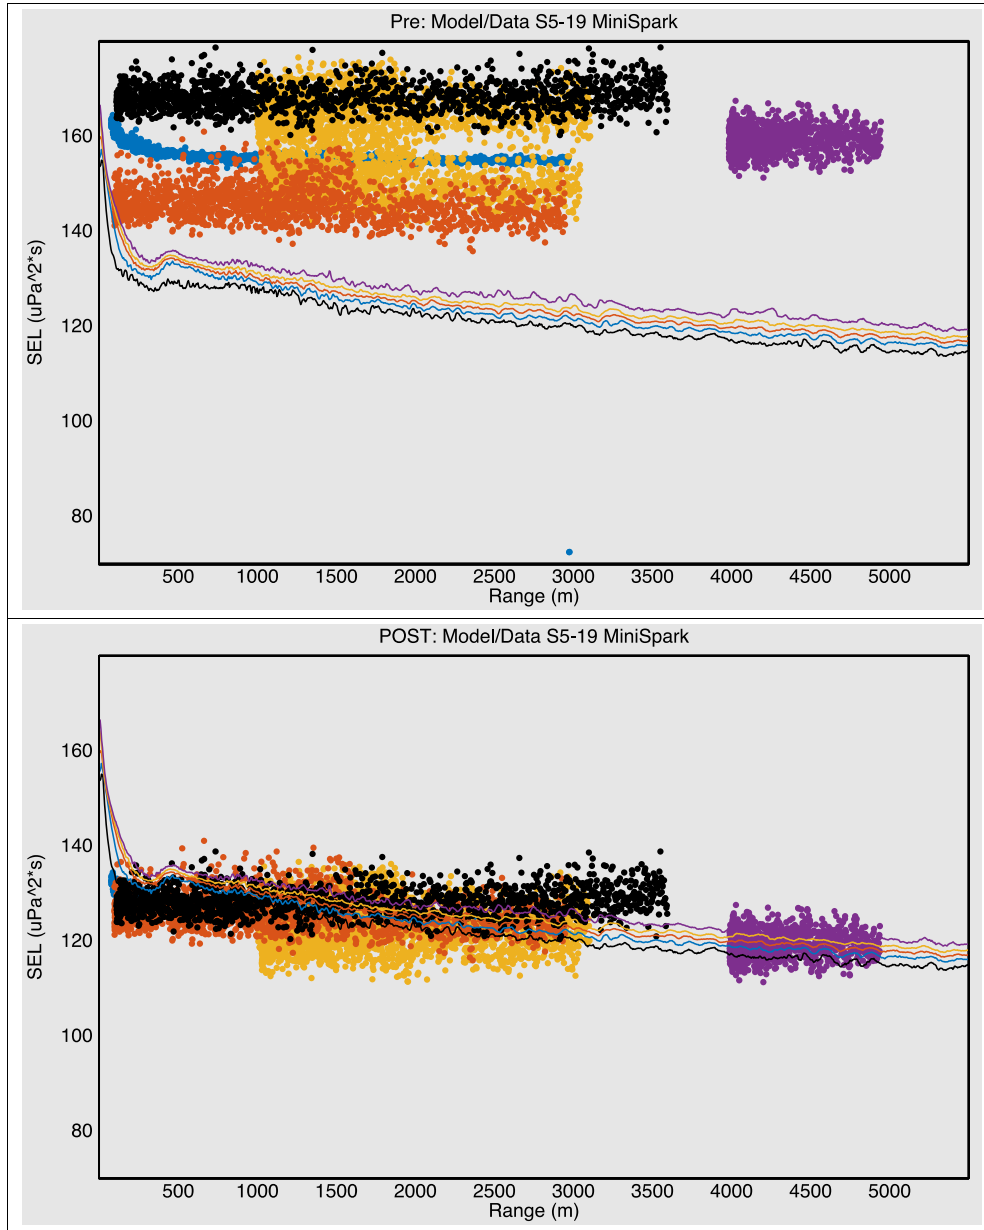 Pre: Model/Data S5-19 MiniSpark
160
140
120
100
80
SEL (uPa^2*s)
500 1000 1500 2000 2500 3000 3500 4000 4500 5000
Range (m)
POST: Model/Data S5-19 MiniSpark
160
140
120
100
80
SEL (uPa^2*s)
500 1000 1500 2000 2500 3000 3500 4000 4500 5000
Range (m)